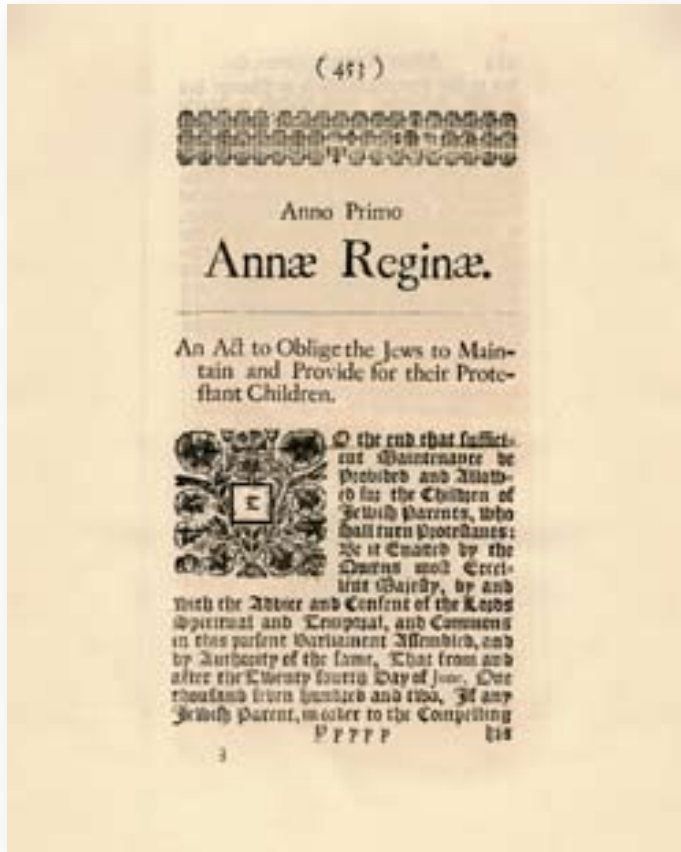 ( 453 )
Anno Primo
Annæ Reginæ.
An Act to Oblige the Jews to Main-
tain and Provide for their Prote-
stant Children.
TO the end that suffici-
ent Maintenance be
Provided and Allow-
ed for the Children of
Jewish Parents, who
shall turn Protestants:
Be it Enacted by the
Queens most Excel-
lent Majesty, by and
with the Advice and Consent of the Lords
Spiritual and Temporal, and Commons
in this present Parliament Assembled, and
by Authority of the same, That from and
after the Twenty fourth Day of June, One
thousand seven hundred and two, If any
Jewish Parent, in order to the Compelling
Y y y y y his
3